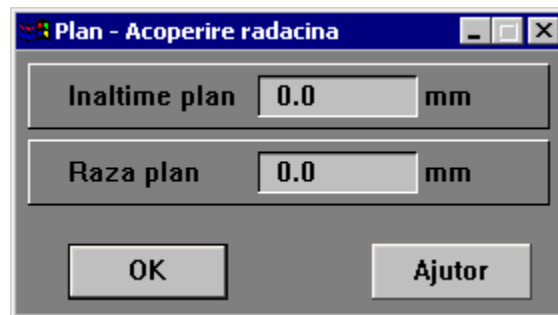 Plan - Acoperire radacina
Inaltime plan 0.0 mm
Raza plan 0.0 mm
OK Ajutor